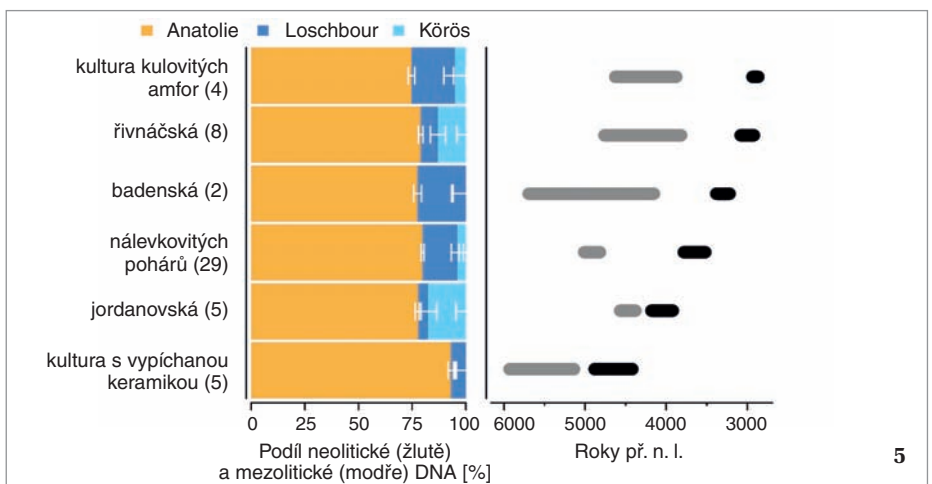 Anatolie Loschbour Körös
kultura kulovitých
amfor (4)
řivnáčská (8)
badenská (2)
nálevkovitých
pohárů (29)
jordanovská (5)
kultura s vypíchanou
keramikou (5)
0 25 50 75 100
Podíl neolitické (žlutě)
a mezolitické (modře) DNA [%]
6000 5000 4000 3000
Roky př. n. l.
5